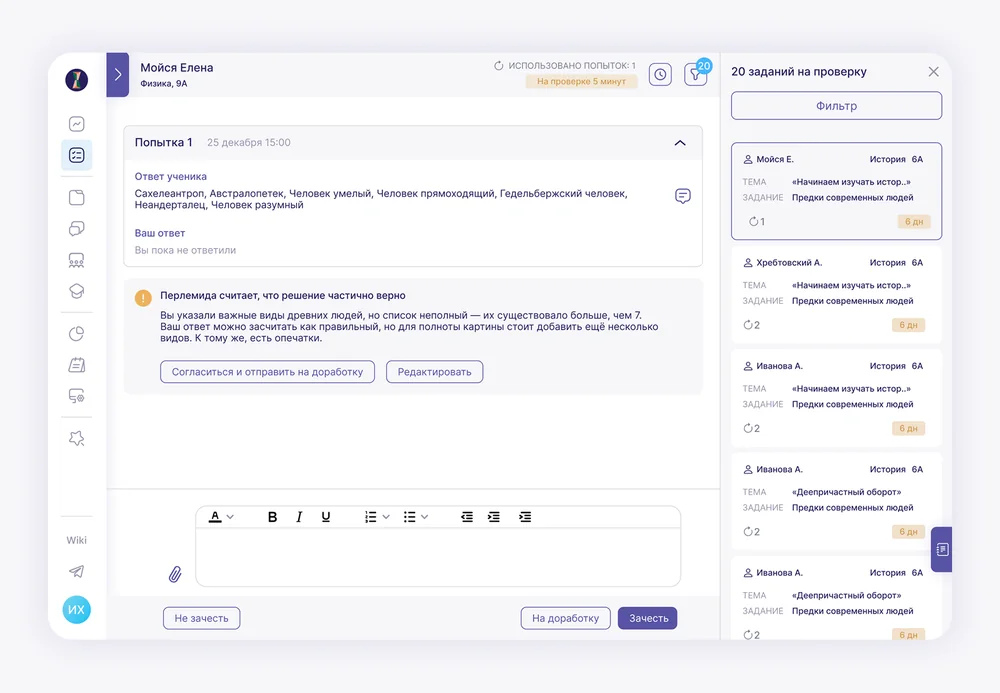 Мойся Елена
Физика, 9А
ИСПОЛЬЗОВАНО ПОПЫТОК: 1
На проверке 5 минут
20
Попытка 1 25 декабря 15:00
Ответ ученика
Сахелеантроп, Австралопетек, Человек умелый, Человек прямоходящий, Гедельбержский человек,
Неандерталец, Человек разумный
Ваш ответ
Вы пока не ответили
Перлемида считает, что решение частично верно
Вы указали важные виды древних людей, но список неполный — их существовало больше, чем 7.
Ваш ответ можно засчитать как правильный, но для полноты картины стоит добавить ещё несколько
видов. К тому же, есть опечатки.
Согласиться и отправить на доработку
Редактировать
A
B I U
Не зачесть
На доработку
Зачесть
Wiki
ИХ
20 заданий на проверку
Фильтр
Мойся Е. История 6А
ТЕМА «Начинаем изучать истор..»
ЗАДАНИЕ Предки современных людей
1 6 дн
Хребтовский А. История 6А
ТЕМА «Начинаем изучать истор..»
ЗАДАНИЕ Предки современных людей
2 6 дн
Иванова А. История 6А
ТЕМА «Начинаем изучать истор..»
ЗАДАНИЕ Предки современных людей
2 6 дн
Иванова А. История 6А
ТЕМА «Деепричастный оборот»
ЗАДАНИЕ Предки современных людей
2 6 дн
Иванова А. История 6А
ТЕМА «Деепричастный оборот»
ЗАДАНИЕ Предки современных людей
2 6 дн